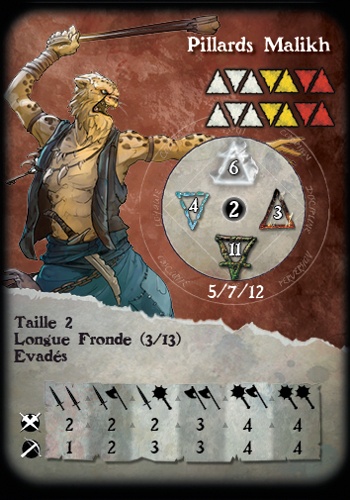 Pillards Malikh
6
4
2
3
11
5/7/12
Taille 2
Longue Fronde (3/13)
Evadés
2 2 2 3 4 4
1 2 3 3 4 4